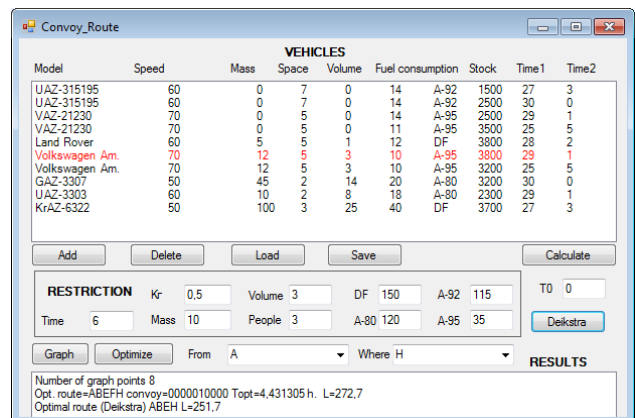 Convoy_Route
VEHICLES
Model Speed Mass Space Volume Fuel consumption Stock Time1 Time2
UAZ-315195 60 0 7 0 14 A-92 1500 27 3
UAZ-315195 60 0 7 0 14 A-92 2500 30 0
VAZ-21230 70 0 5 0 14 A-95 2500 29 1
VAZ-21230 70 0 5 0 11 A-95 3500 25 5
Land Rover 60 5 5 1 12 DF 3800 28 2
Volkswagen Am. 70 12 5 3 10 A-95 3800 29 1
Volkswagen Am. 70 12 5 3 10 A-95 3200 25 5
GAZ-3307 50 45 2 14 20 A-80 3200 30 0
UAZ-3303 60 10 2 8 18 A-80 2300 29 1
KrAZ-6322 50 100 3 25 40 DF 3700 27 3
Add Delete Load Save Calculate
RESTRICTION Kr 0,5 Volume 3 DF 150 A-92 115 T0 0
Time 6 Mass 10 People 3 A-80 120 A-95 35 Deikstra
Graph Optimize From A Where H RESULTS
Number of graph points 8
Opt. route=ABEFH convoy=0000010000 Topt=4,431305 h. L=272,7
Optimal route (Deikstra) ABEH L=251,7